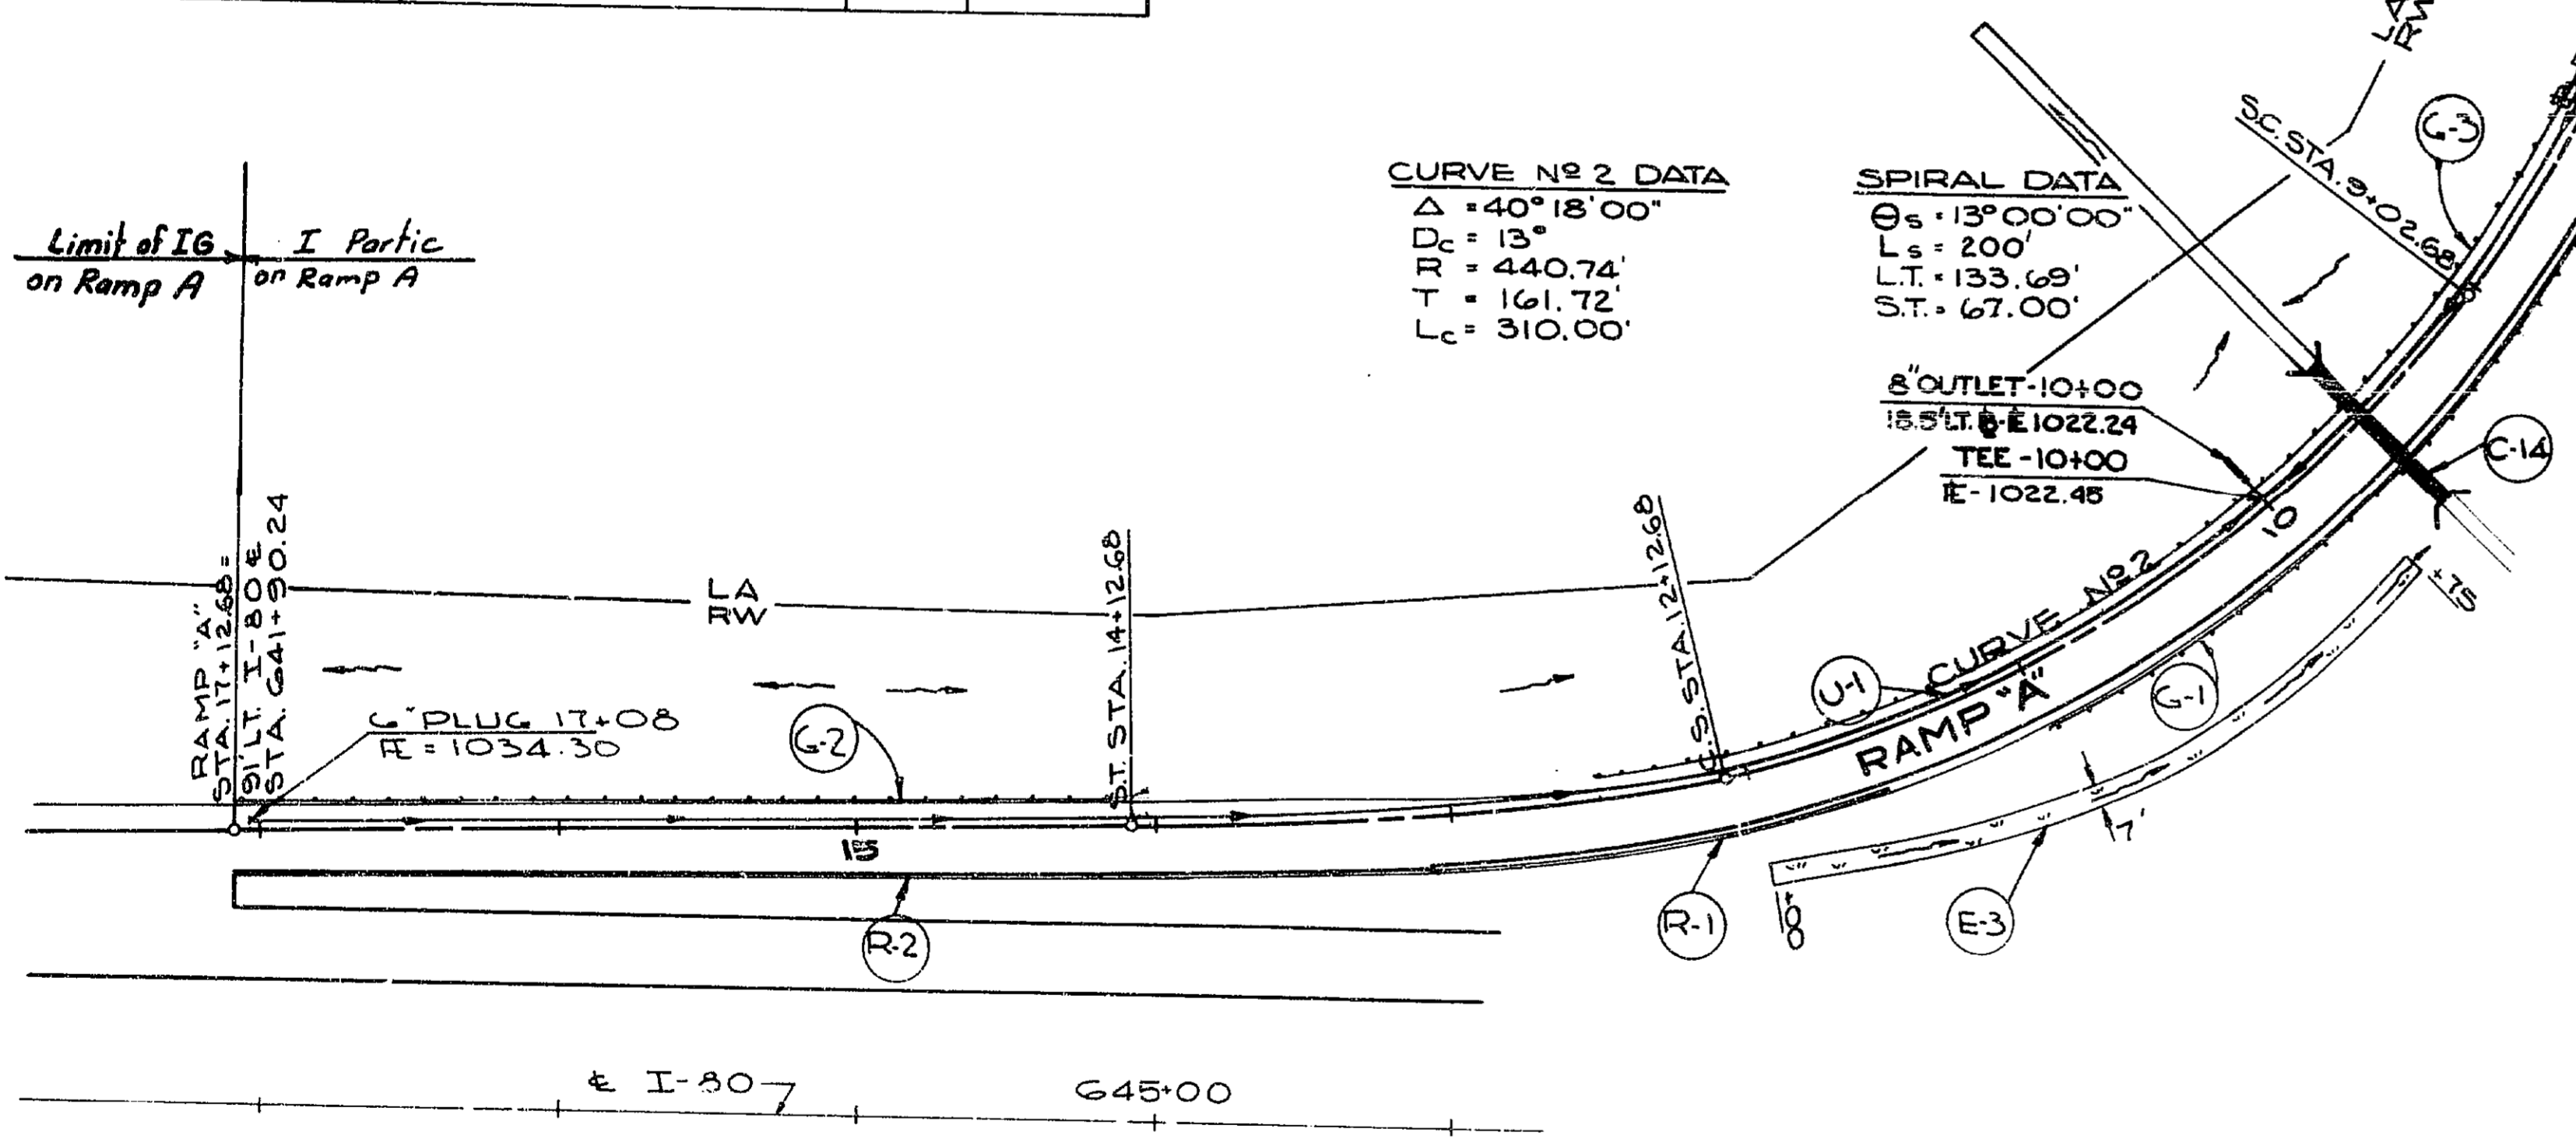 Limit of IG
on Ramp A
I Partic
on Ramp A
CURVE Nº 2 DATA
Δ = 40° 18' 00"
Dc = 13°
R = 440.74'
T = 161.72'
Lc = 310.00'
SPIRAL DATA
Θs = 13° 00' 00"
Ls = 200'
L.T. = 133.69'
S.T. = 67.00'
LA
RW
S.C. STA. 9+02.68
G-3
8" OUTLET-10+00
18.5' LT. ℄-℄ 1022.24
TEE-10+00
℄-1022.45
C-14
RAMP "A"
STA. 17+12.68 =
91' LT. I-80 ℄
STA. 641+90.24
LA
RW
S.T. STA. 14+12.68
C.S. STA. 12+12.68
6" PLUG 17+08
℄ = 1034.30
G-2
U-1
CURVE Nº 2
RAMP "A"
10
G-1
+75
15
R-2
R-1
+00
E-3
7'
℄ I-80
645+00